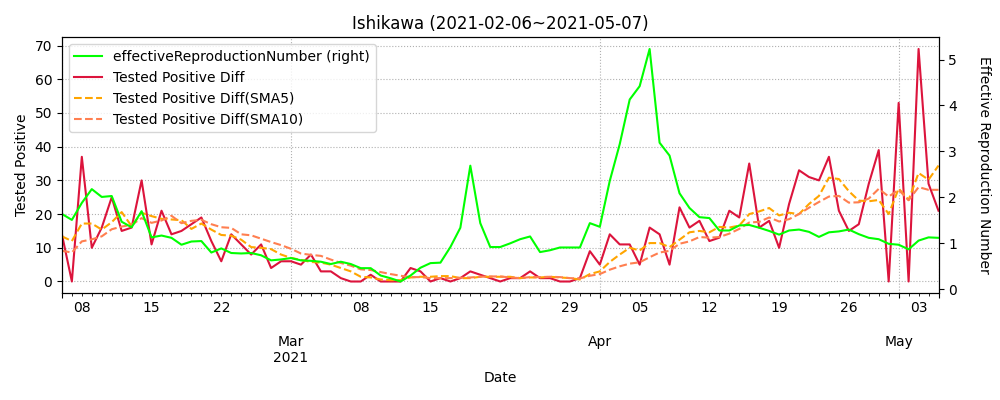 Ishikawa (2021-02-06~2021-05-07)
effectiveReproductionNumber (right)
Tested Positive Diff
Tested Positive Diff(SMA5)
Tested Positive Diff(SMA10)
Tested Positive
70
60
50
40
30
20
10
0
Effective Reproduction Number
5
4
3
2
1
0
08 15 22 08 15 22 29 05 12 19 26 03
Mar Apr May
2021
Date